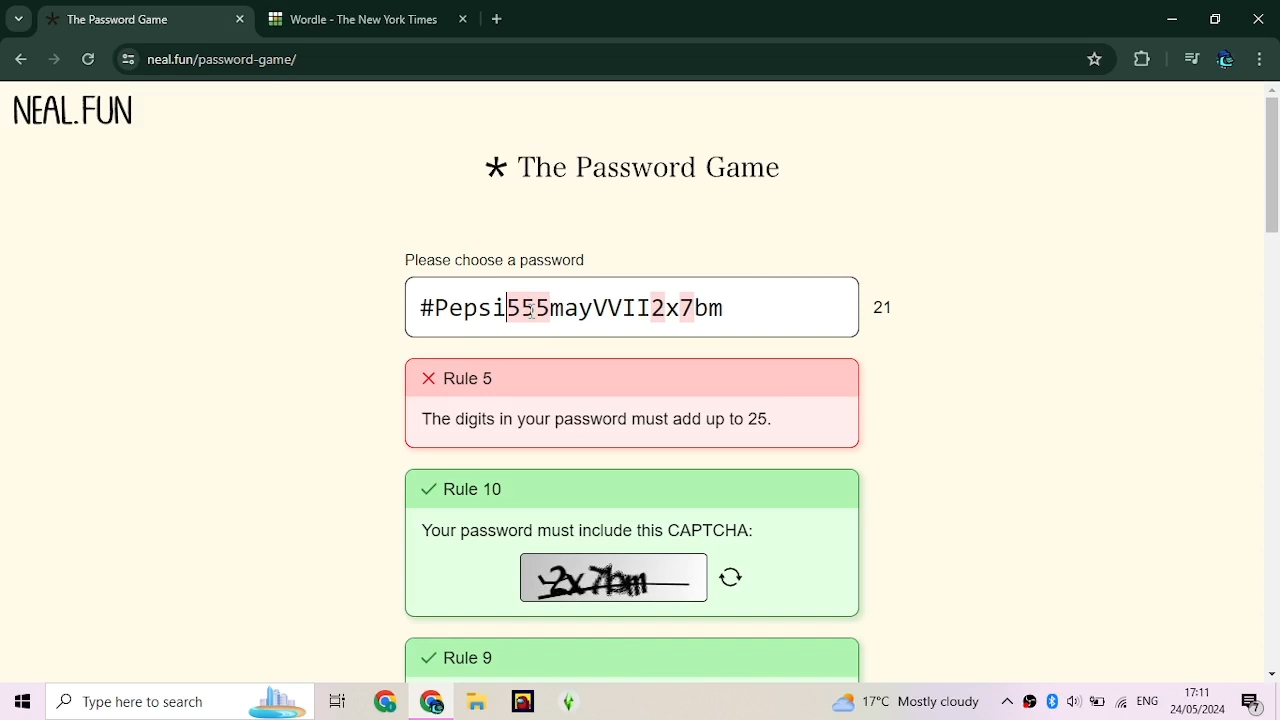 The Password Game
Wordle - The New York Times
neal.fun/password-game/
NEAL.FUN
* The Password Game
Please choose a password
#Pepsi555mayVVII2x7bm
21
Rule 5
The digits in your password must add up to 25.
Rule 10
Your password must include this CAPTCHA:
2x7bm
Rule 9
Type here to search
17°C Mostly cloudy
ENG
17:11
24/05/2024
7